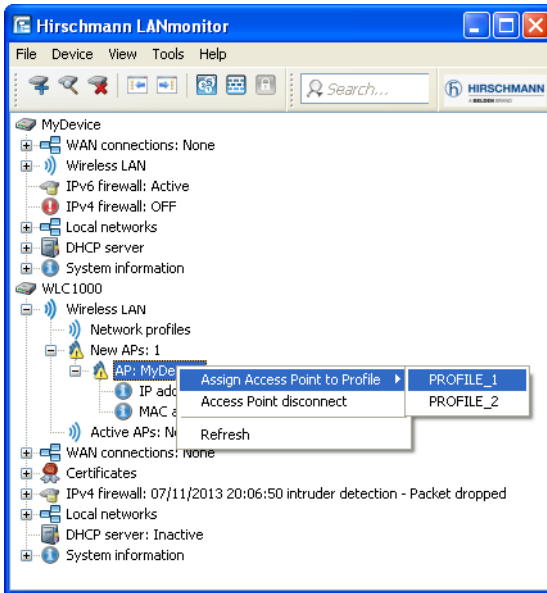 Hirschmann LANmonitor
File Device View Tools Help
Search...
HIRSCHMANN
A BELDEN BRAND
MyDevice
WAN connections: None
Wireless LAN
IPv6 firewall: Active
IPv4 firewall: OFF
Local networks
DHCP server
System information
WLC1000
Wireless LAN
Network profiles
New APs: 1
AP: MyDe
Assign Access Point to Profile
PROFILE_1
IP add
Access Point disconnect
PROFILE_2
MAC a
Active APs: No
Refresh
WAN connections: None
Certificates
IPv4 firewall: 07/11/2013 20:06:50 intruder detection - Packet dropped
Local networks
DHCP server: Inactive
System information